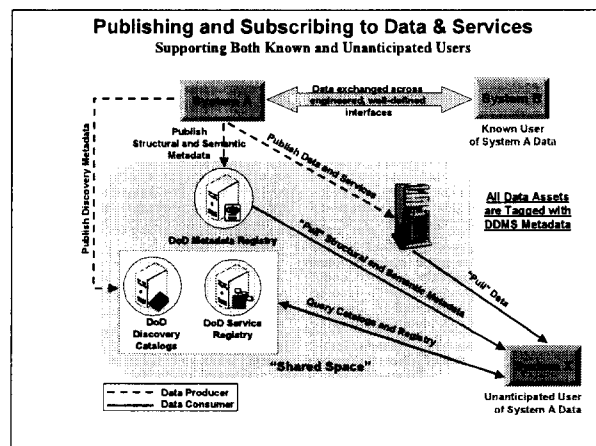 Publishing and Subscribing to Data & Services
Supporting Both Known and Unanticipated Users
System A
Data exchanged across
engineered, well-defined
interfaces
System B
Known User
of System A Data
Publish
Structural and Semantic
Metadata
Publish Discovery Metadata
Publish Data and Services
All Data Assets
are Tagged with
DDMS Metadata
DoD Metadata Registry
"Pull" Structural and Semantic Metadata
"Pull" Data
DoD
Discovery
Catalogs
DoD Service
Registry
Query Catalogs and Registry
"Shared Space"
System X
Unanticipated User
of System A Data
Data Producer
Data Consumer